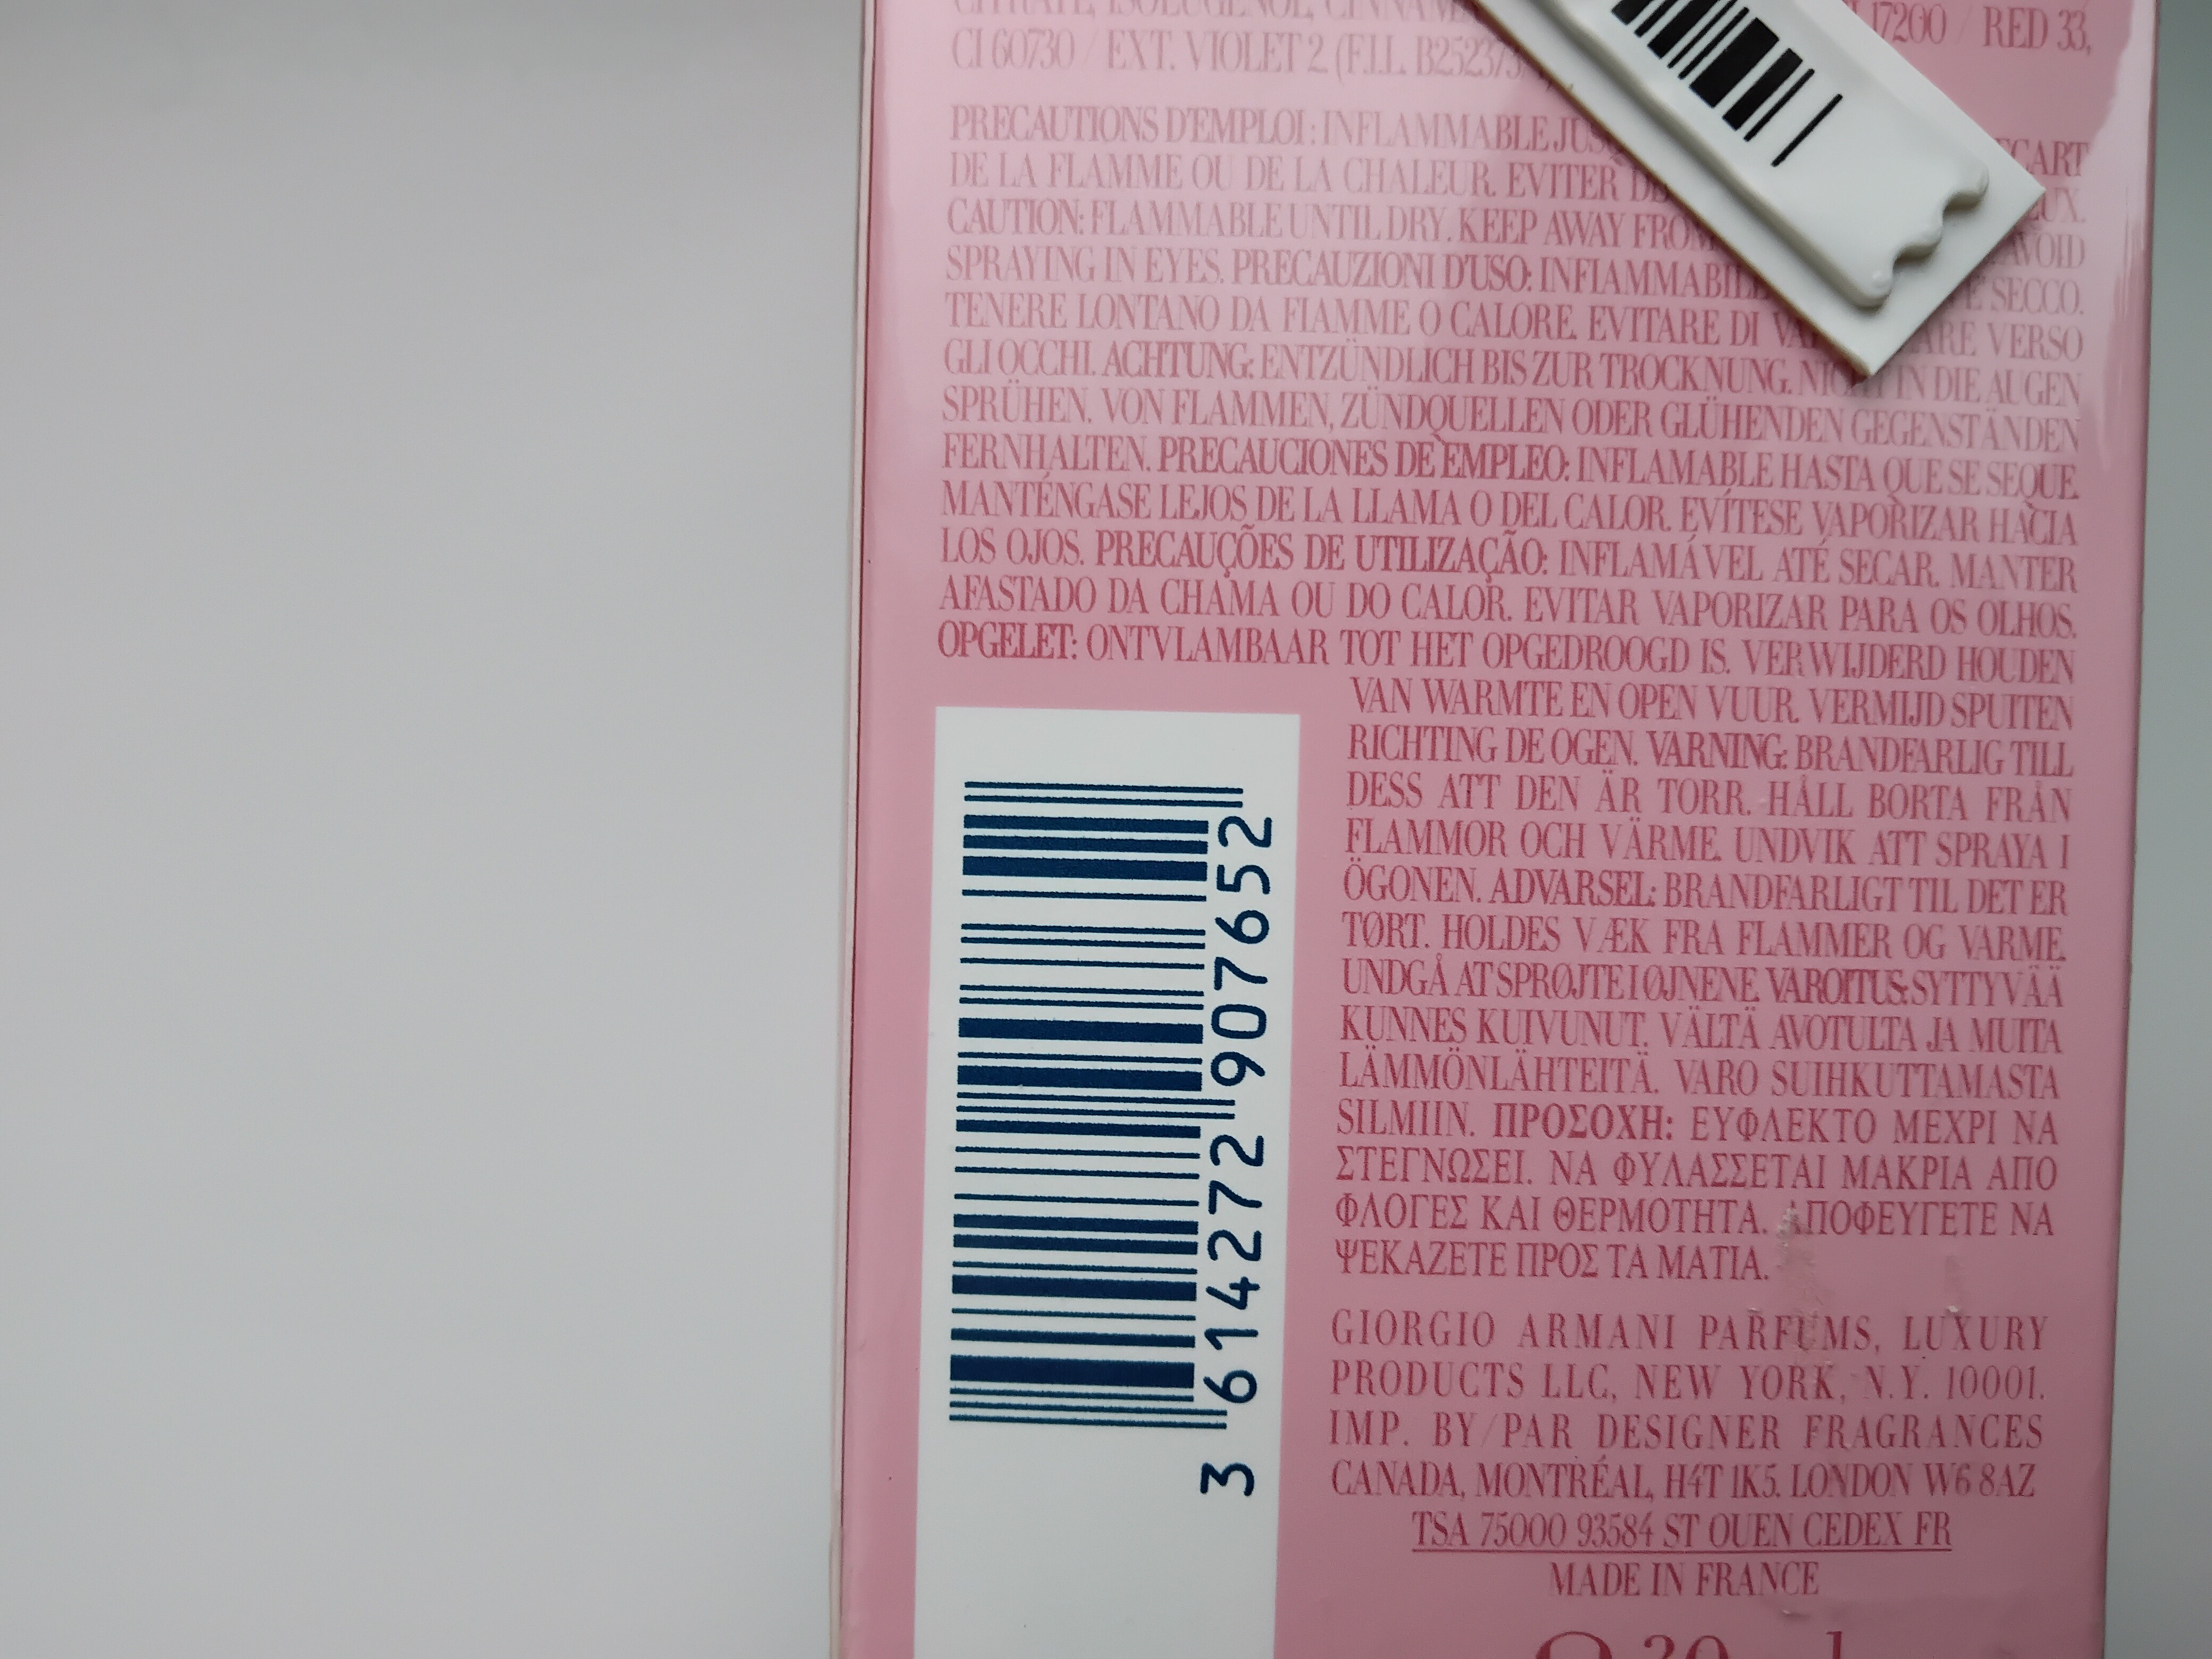 CITRATE, ISOEUGENOL, 17200 / RED 33,
CI 60730 / EXT. VIOLET 2 (F.I.L.
PRECAUTIONS D'EMPLOI : INFLAMMABLE
DE LA FLAMME OU DE LA CHALEUR. EVITER
CAUTION: FLAMMABLE UNTIL DRY. KEEP AWAY FROM AVOID
SPRAYING IN EYES. PRECAUZIONI D'USO: INFIAMMABILE SECCO.
TENERE LONTANO DA FIAMME O CALORE. EVITARE DI VERSO
GLI OCCHI. ACHTUNG: ENTZÜNDLICH BIS ZUR TROCKNUNG. NICHT IN DIE AUGEN
SPRÜHEN. VON FLAMMEN, ZÜNDQUELLEN ODER GLÜHENDEN GEGENSTÄNDEN
FERNHALTEN. PRECAUCIONES DE EMPLEO: INFLAMABLE HASTA QUE SE SEQUE.
MANTÉNGASE LEJOS DE LA LLAMA O DEL CALOR. EVÍTESE VAPORIZAR HACIA
LOS OJOS. PRECAUÇÕES DE UTILIZAÇÃO: INFLAMÁVEL ATÉ SECAR. MANTER
AFASTADO DA CHAMA OU DO CALOR. EVITAR VAPORIZAR PARA OS OLHOS.
OPGELET: ONTVLAMBAAR TOT HET OPGEDROOGD IS. VERWIJDERD HOUDEN
VAN WARMTE EN OPEN VUUR. VERMIJD SPUITEN
RICHTING DE OGEN. VARNING: BRANDFARLIG TILL
DESS ATT DEN ÄR TORR. HÅLL BORTA FRÅN
FLAMMOR OCH VÄRME. UNDVIK ATT SPRAYA I
ÖGONEN. ADVARSEL: BRANDFARLIGT TIL DET ER
TØRT. HOLDES VÆK FRA FLAMMER OG VARME.
UNDGÅ AT SPRØJTE I ØJNENE. VAROITUS: SYTTYVÄÄ
KUNNES KUIVUNUT. VÄLTÄ AVOTULTA JA MUITA
LÄMMÖNLÄHTEITÄ. VARO SUIHKUTTAMASTA
SILMIIN. ΠΡΟΣΟΧΗ: ΕΥΦΛΕΚΤΟ ΜΕΧΡΙ ΝΑ
ΣΤΕΓΝΩΣΕΙ. ΝΑ ΦΥΛΑΣΣΕΤΑΙ ΜΑΚΡΙΑ ΑΠΟ
ΦΛΟΓΕΣ ΚΑΙ ΘΕΡΜΟΤΗΤΑ. ΑΠΟΦΕΥΓΕΤΕ ΝΑ
ΨΕΚΑΖΕΤΕ ΠΡΟΣ ΤΑ ΜΑΤΙΑ.
GIORGIO ARMANI PARFUMS, LUXURY
PRODUCTS LLC, NEW YORK, N.Y. 10001.
IMP. BY/PAR DESIGNER FRAGRANCES
CANADA, MONTRÉAL, H4T 1K5. LONDON W6 8AZ
TSA 75000 93584 ST OUEN CEDEX FR
MADE IN FRANCE
3 614272 907652